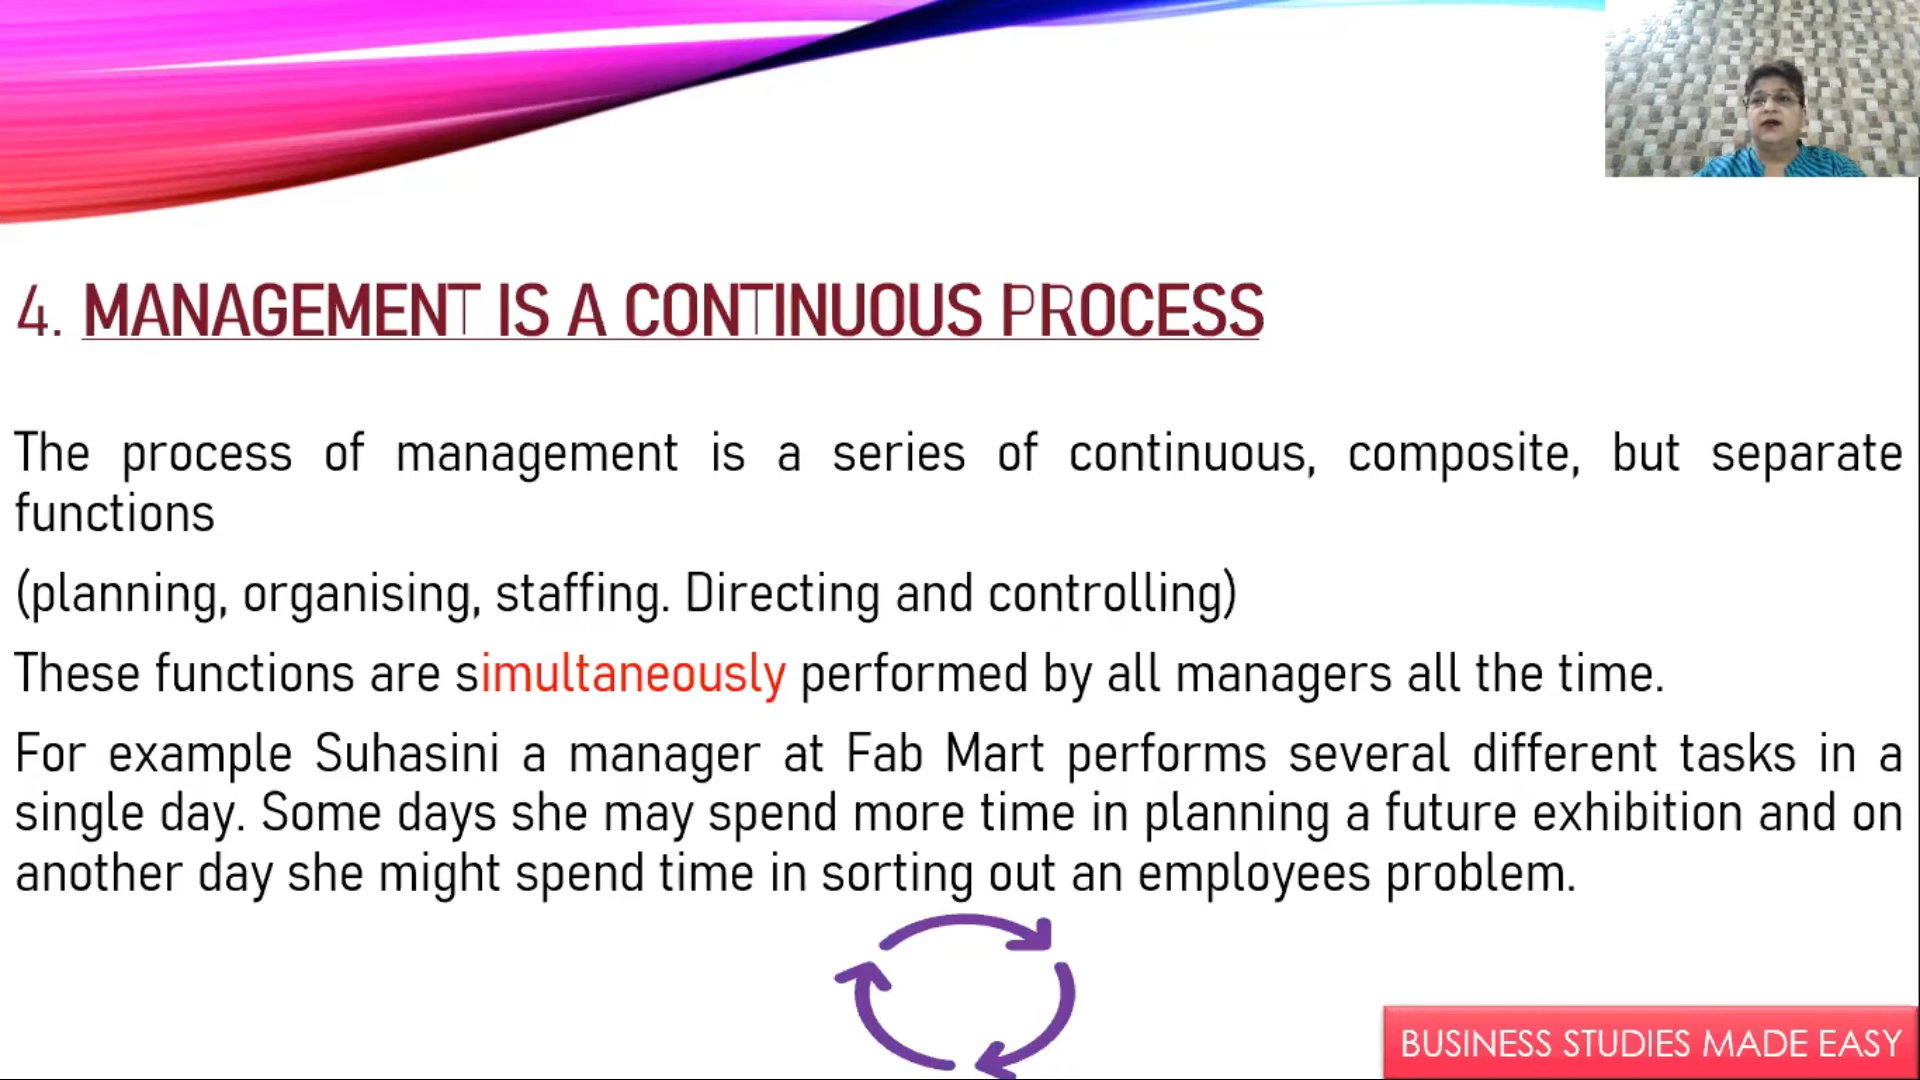 4. MANAGEMENT IS A CONTINUOUS PROCESS
The process of management is a series of continuous, composite, but separate
functions
(planning, organising, staffing. Directing and controlling)
These functions are simultaneously performed by all managers all the time.
For example Suhasini a manager at Fab Mart performs several different tasks in a
single day. Some days she may spend more time in planning a future exhibition and on
another day she might spend time in sorting out an employees problem.
BUSINESS STUDIES MADE EASY